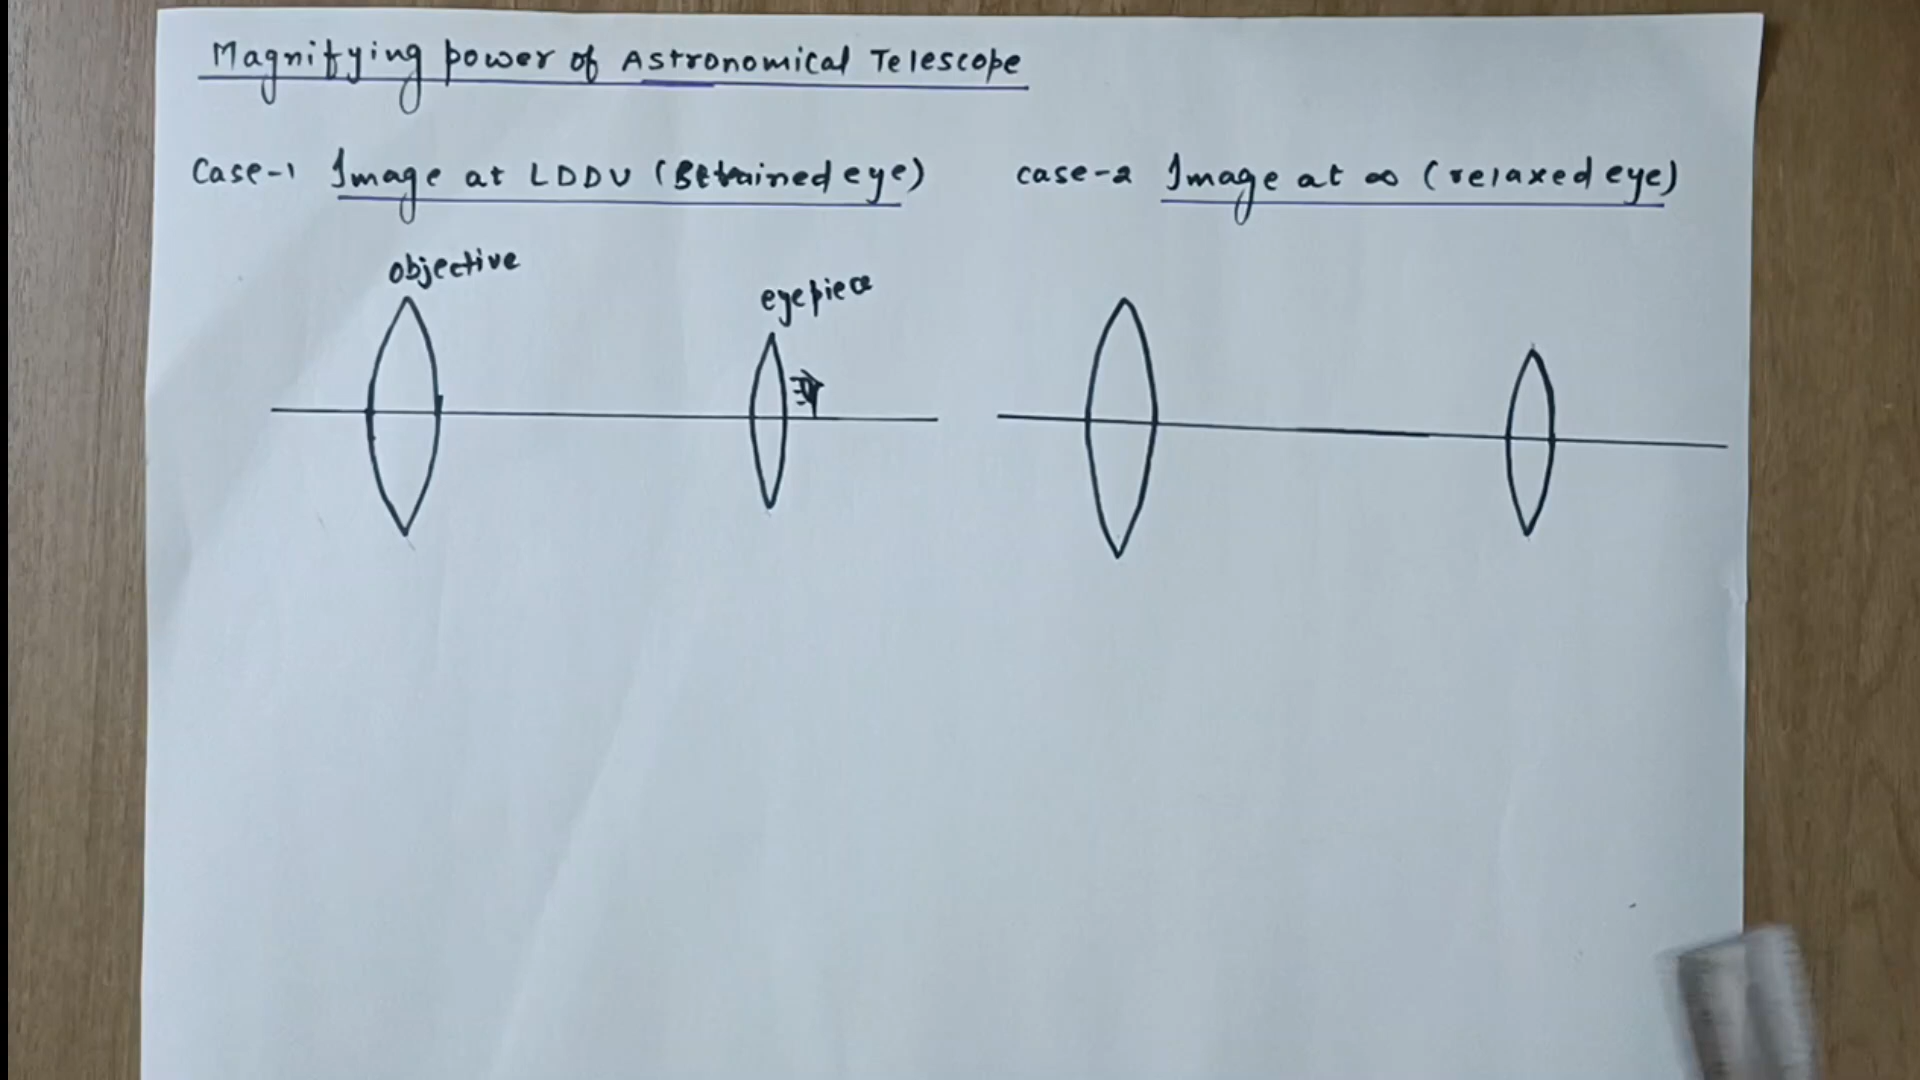 Magnifying power of Astronomical Telescope
Case-1 Image at LDDV (Strained eye)
case-2 Image at ∞ (relaxed eye)
objective
eyepiece